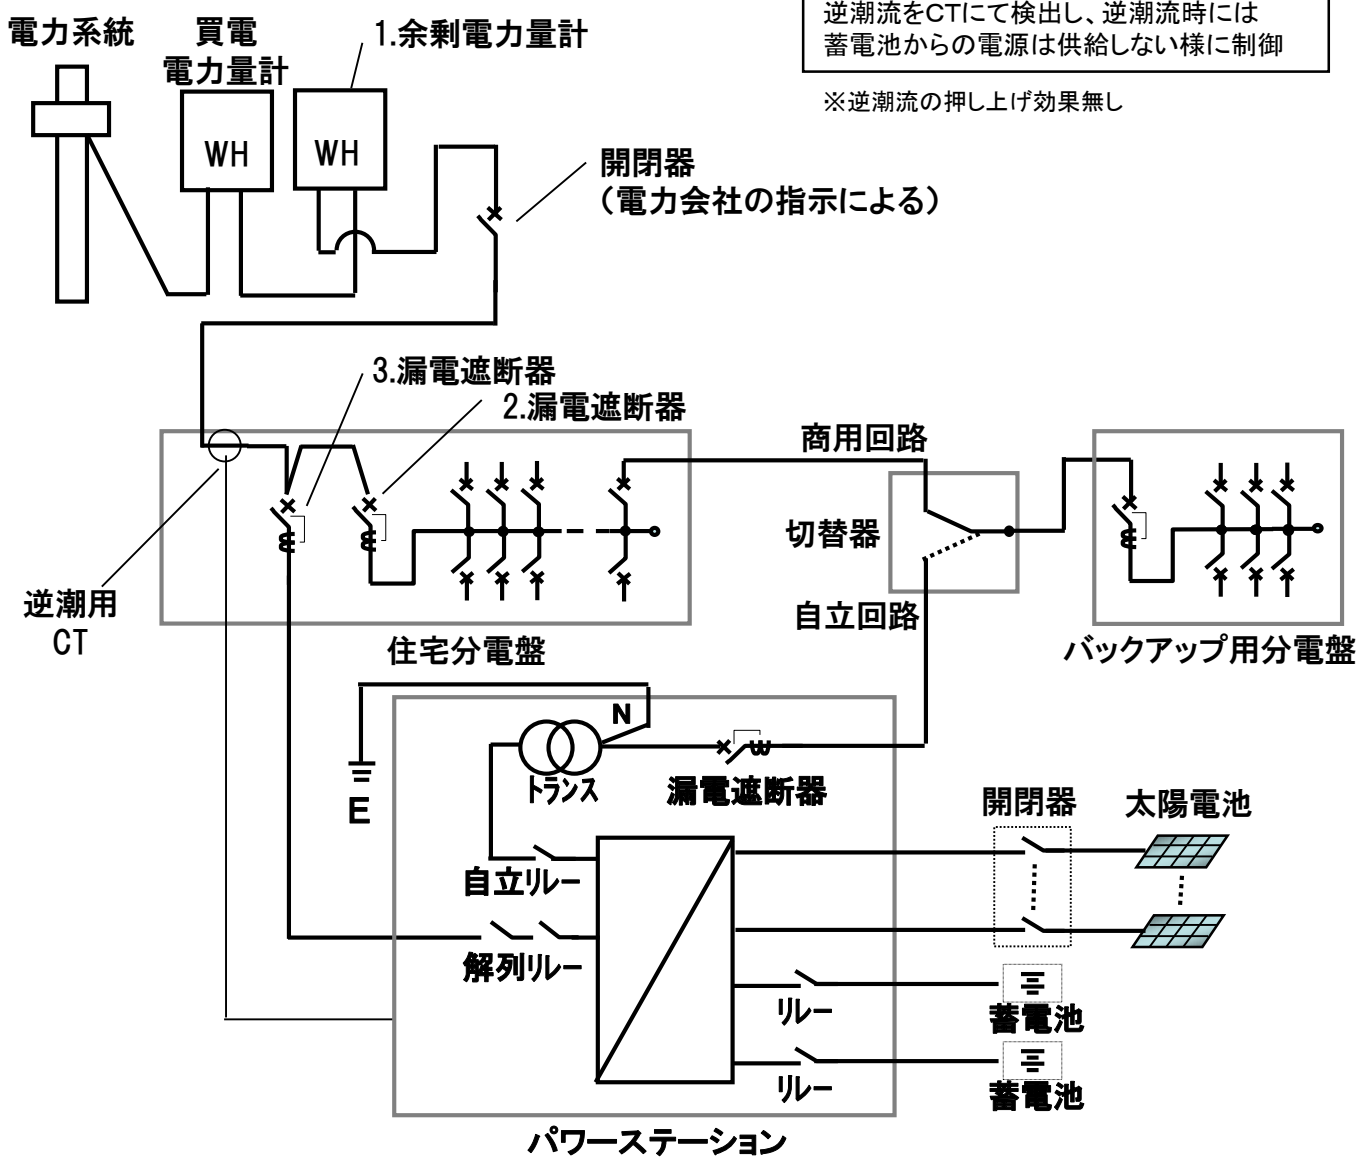 逆潮流をCTにて検出し、逆潮流時には
蓄電池からの電源は供給しない様に制御
※逆潮流の押し上げ効果無し
電力系統
買電
電力量計
1.余剰電力量計
WH
WH
開閉器
（電力会社の指示による）
3.漏電遮断器
2.漏電遮断器
商用回路
切替器
自立回路
逆潮用
CT
住宅分電盤
バックアップ用分電盤
N
E
トランス
漏電遮断器
開閉器
太陽電池
自立リレー
解列リレー
リレー
蓄電池
リレー
蓄電池
パワーステーション